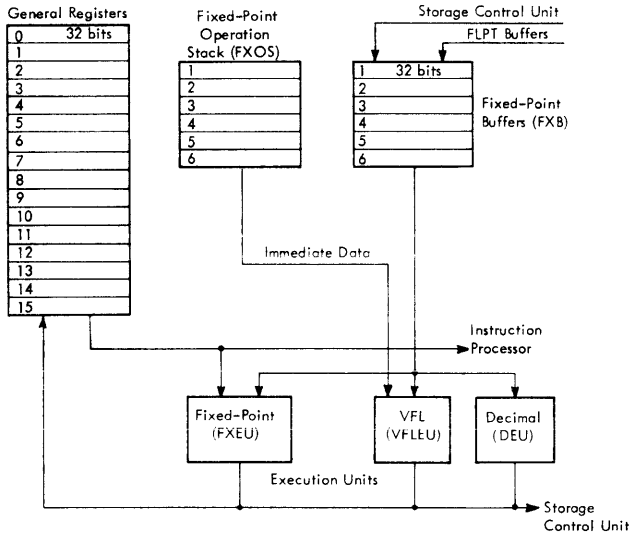 General Registers
0 32 bits
1
2
3
4
5
6
7
8
9
10
11
12
13
14
15
Fixed-Point
Operation
Stack (FXOS)
1
2
3
4
5
6
Storage Control Unit
FLPT Buffers
1 32 bits
2
3
4
5
6
Fixed-Point
Buffers (FXB)
Immediate Data
Instruction
Processor
Fixed-Point
(FXEU)
VFL
(VFLEU)
Decimal
(DEU)
Execution Units
Storage
Control Unit